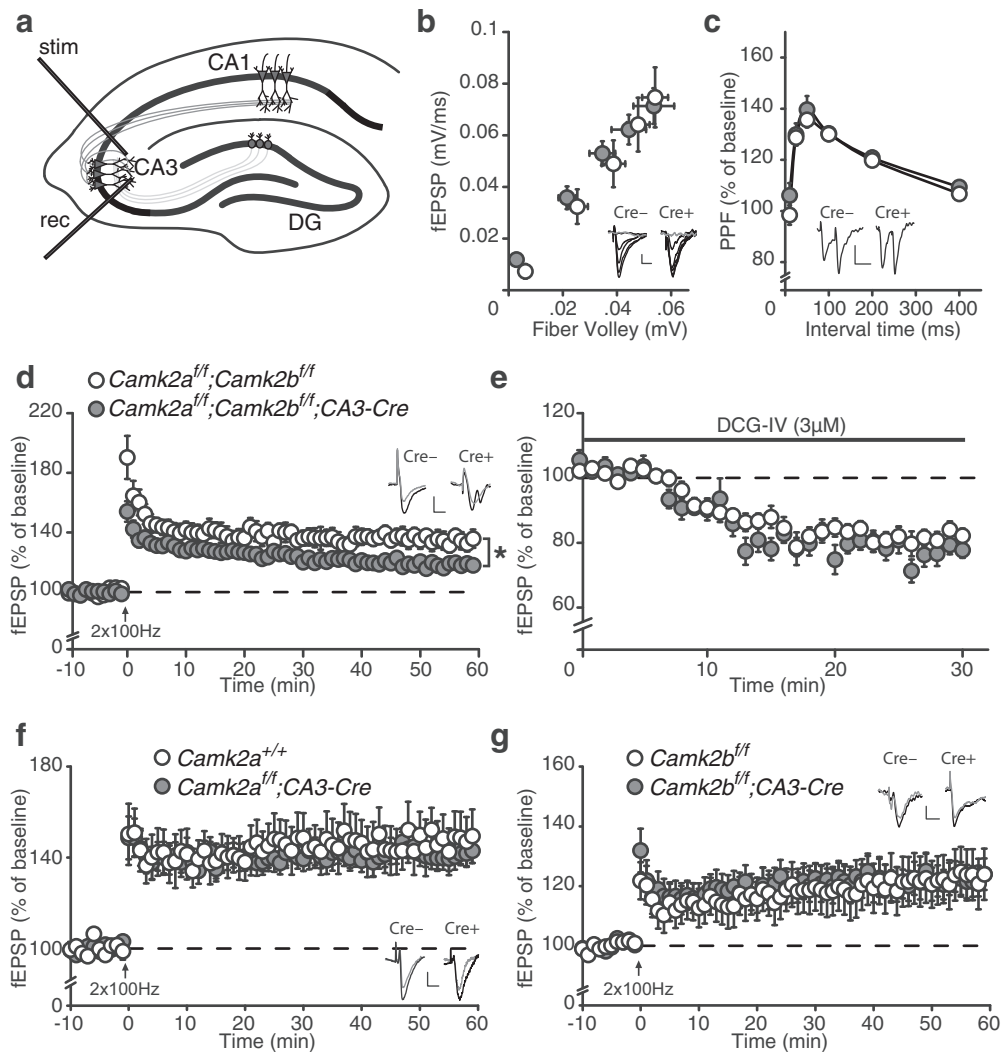 a
stim
CA1
CA3
rec
DG
b
fEPSP (mV/ms)
0.1
0.08
0.06
0.04
0.02
Cre− Cre+
0 .02 .04 .06
Fiber Volley (mV)
c
PPF (% of baseline)
160
140
120
100
80
Cre− Cre+
0 100 200 300 400
Interval time (ms)
d
Camk2a^f/f;Camk2b^f/f
Camk2a^f/f;Camk2b^f/f;CA3-Cre
fEPSP (% of baseline)
220
180
140
100
0
Cre− Cre+
*
2x100Hz
-10 0 10 20 30 40 50 60
Time (min)
e
fEPSP (% of baseline)
120
100
80
60
DCG-IV (3μM)
0 10 20 30
Time (min)
f
Camk2a^+/+
Camk2a^f/f;CA3-Cre
fEPSP (% of baseline)
180
140
100
0
Cre− Cre+
2x100Hz
-10 0 10 20 30 40 50 60
Time (min)
g
Camk2b^f/f
Camk2b^f/f;CA3-Cre
fEPSP (% of baseline)
160
140
120
100
0
Cre− Cre+
2x100Hz
-10 0 10 20 30 40 50 60
Time (min)